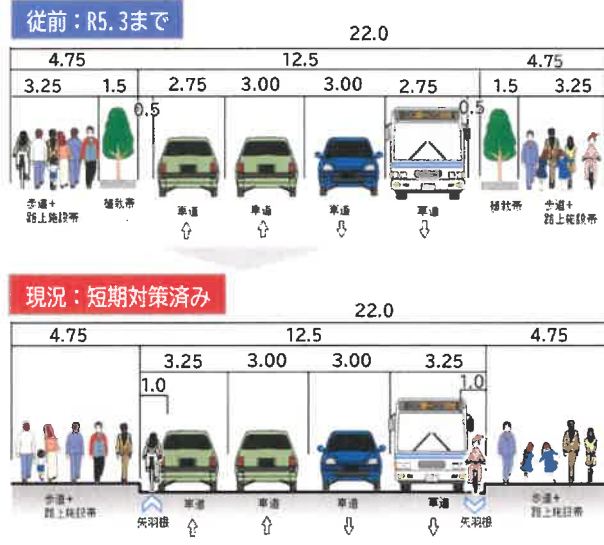 従前：R5.3まで
22.0
4.75 12.5 4.75
3.25 1.5 2.75 3.00 3.00 2.75 1.5 3.25
0.5 0.5
歩道+ 植栽帯 車道 車道 車道 車道 植栽帯 歩道+
路上施設帯 路上施設帯
⇧ ⇧ ⇩ ⇩
現況：短期対策済み
22.0
4.75 12.5 4.75
3.25 3.00 3.00 3.25
1.0 1.0
歩道+ 車道 車道 車道 車道 歩道+
路上施設帯 矢羽根 矢羽根 路上施設帯
⇧ ⇧ ⇩ ⇩